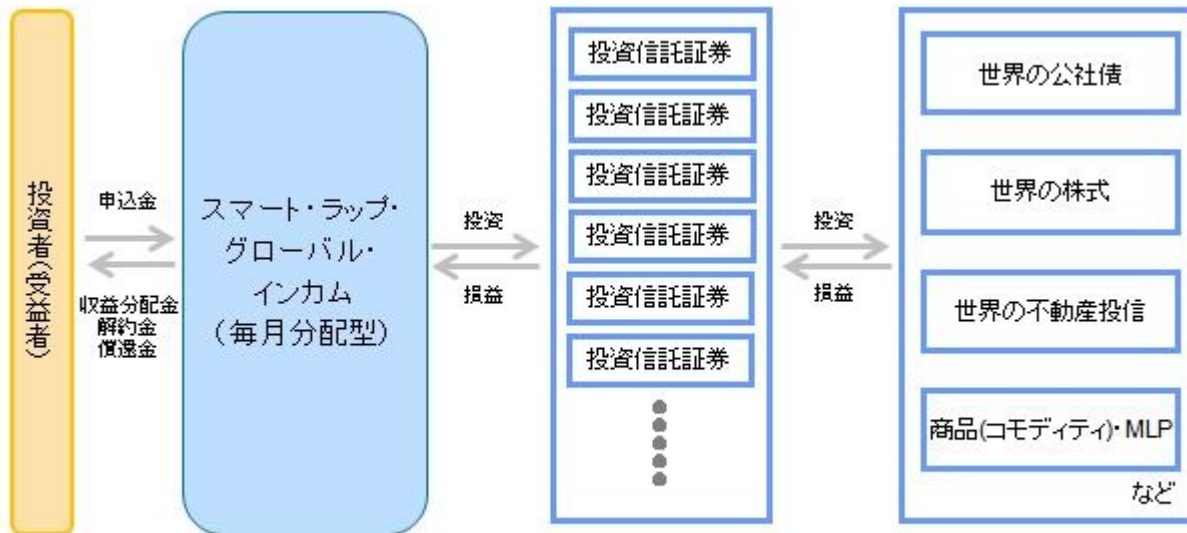 投資者(受益者)
申込金
収益分配金
解約金
償還金
スマート・ラップ・
グローバル・
インカム
（毎月分配型）
投資
損益
投資信託証券
投資信託証券
投資信託証券
投資信託証券
投資信託証券
投資信託証券
投資
損益
世界の公社債
世界の株式
世界の不動産投信
商品(コモディティ)・MLP
など